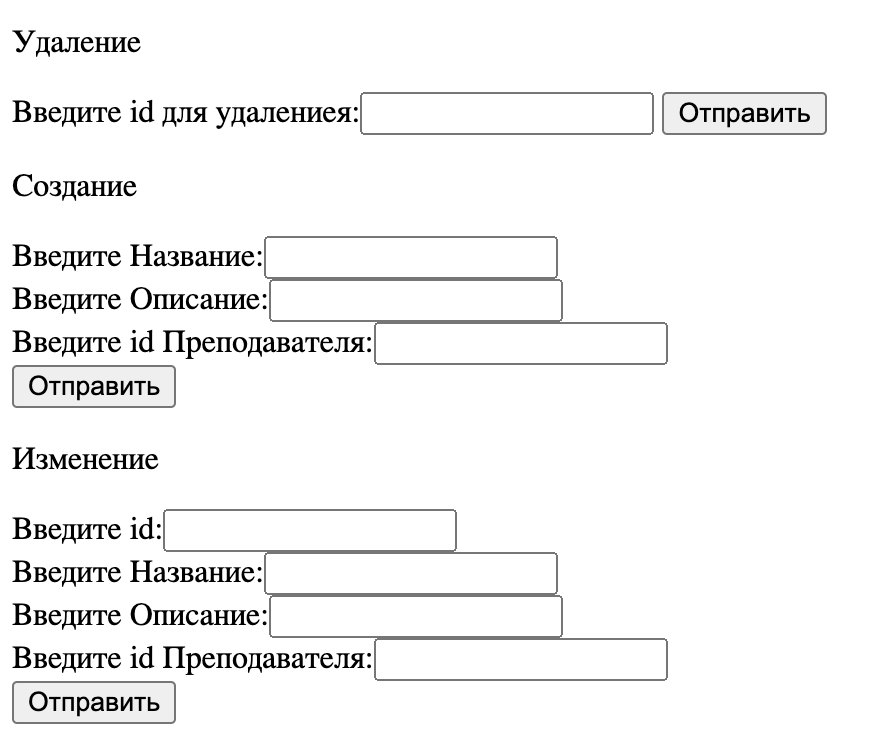 Удаление
Введите id для удалениея: Отправить
Создание
Введите Название:
Введите Описание:
Введите id Преподавателя:
Отправить
Изменение
Введите id:
Введите Название:
Введите Описание:
Введите id Преподавателя:
Отправить